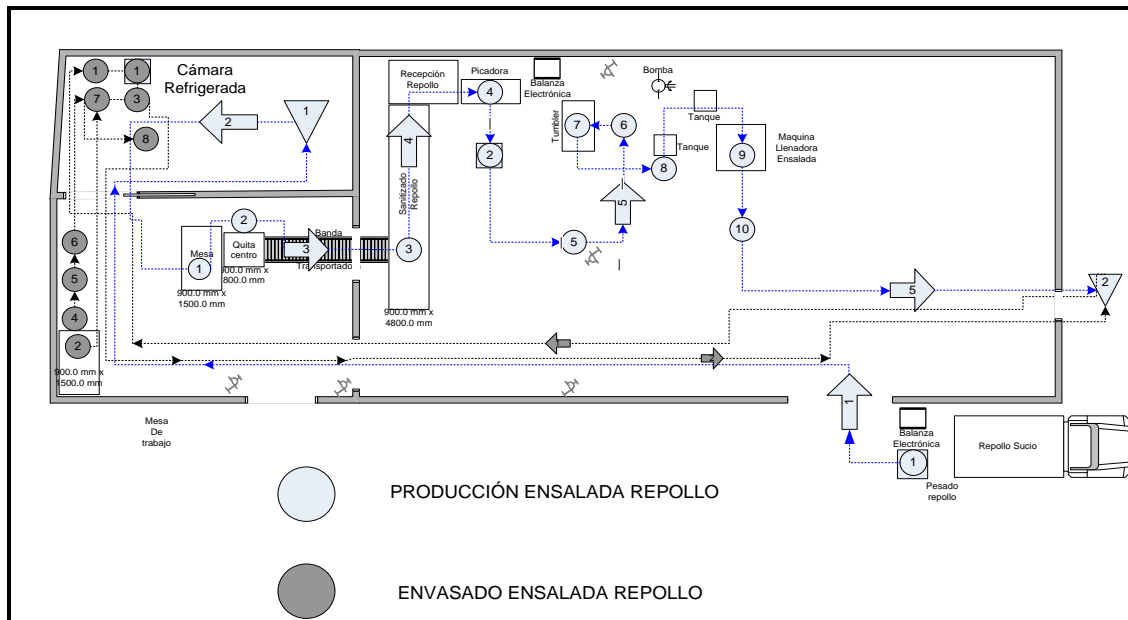 Cámara
Refrigerada
1
1
7
3
8
2
1
Recepción
Repollo
Picadora
4
Balanza
Electrónica
Bomba
Tanque
Tumbler
7
6
Tanque
8
9
Maquina
Llenadora
Ensalada
2
4
Sanitizado
Repollo
5
10
5
5
2
6
5
4
2
900.0 mm x
1500.0 mm
Mesa
1
900.0 mm x
1500.0 mm
2
Quita
centro
900.0 mm x
800.0 mm
Banda
3
Transportado
3
900.0 mm x
4800.0 mm
2
1
Mesa
De
trabajo
Balanza
Electrónica
1
Pesado
repollo
Repollo Sucio
PRODUCCIÓN ENSALADA REPOLLO
ENVASADO ENSALADA REPOLLO